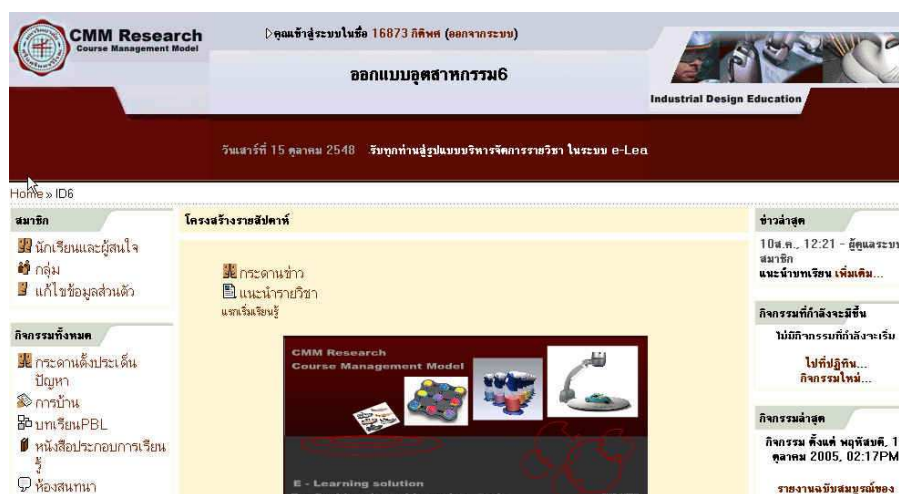 CMM Research
Course Management Model
คุณเข้าสู่ระบบในชื่อ 16873 กิติพศ (ออกจากระบบ)
ออกแบบอุตสาหกรรม6
Industrial Design Education
วันเสาร์ที่ 15 ตุลาคม 2548 .รับทุกท่านสู่รูปแบบบริหารจัดการรายวิชา ในระบบ e-Lea
Home » ID6
สมาชิก
นักเรียนและผู้สนใจ
กลุ่ม
แก้ไขข้อมูลส่วนตัว
กิจกรรมทั้งหมด
กระดานตั้งประเด็น
ปัญหา
การบ้าน
บทเรียนPBL
หนังสือประกอบการเรียน
รู้
ห้องสนทนา
โครงสร้างรายสัปดาห์
กระดานข่าว
แนะนำรายวิชา
แรกเริ่มเรียนรู้
CMM Research
Course Management Model
E - Learning solution
ข่าวล่าสุด
10ต.ค., 12:21 - ผู้ดูแลระบบ
สมาชิก
แนะนำบทเรียน เพิ่มเติม...
กิจกรรมที่กำลังจะมีขึ้น
ไม่มีกิจกรรมที่กำลังจะเริ่ม
ไปที่ปฏิทิน...
กิจกรรมใหม่...
กิจกรรมล่าสุด
กิจกรรม ตั้งแต่ พฤหัสบดี, 1
ตุลาคม 2005, 02:17PM
รายงานฉบับสมบูรณ์ของ